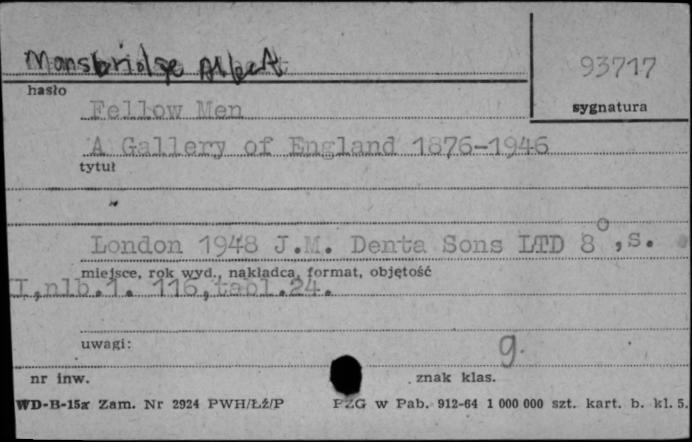 Mansbridge Albert
93717
hasło
sygnatura
Fellow Men
A Gallery of England 1876-1946
tytuł
London 1948 J.M. Denta Sons LTD 8°,s.
miejsce, rok wyd., nakładca, format, objętość
I,nlb.1. 116,tabl.24.
uwagi:
g.
nr inw.
znak klas.
WD-B-15a Zam. Nr 2924 PWH/Łź/P PZG w Pab. 912-64 1 000 000 szt. kart. b. kl. 5.